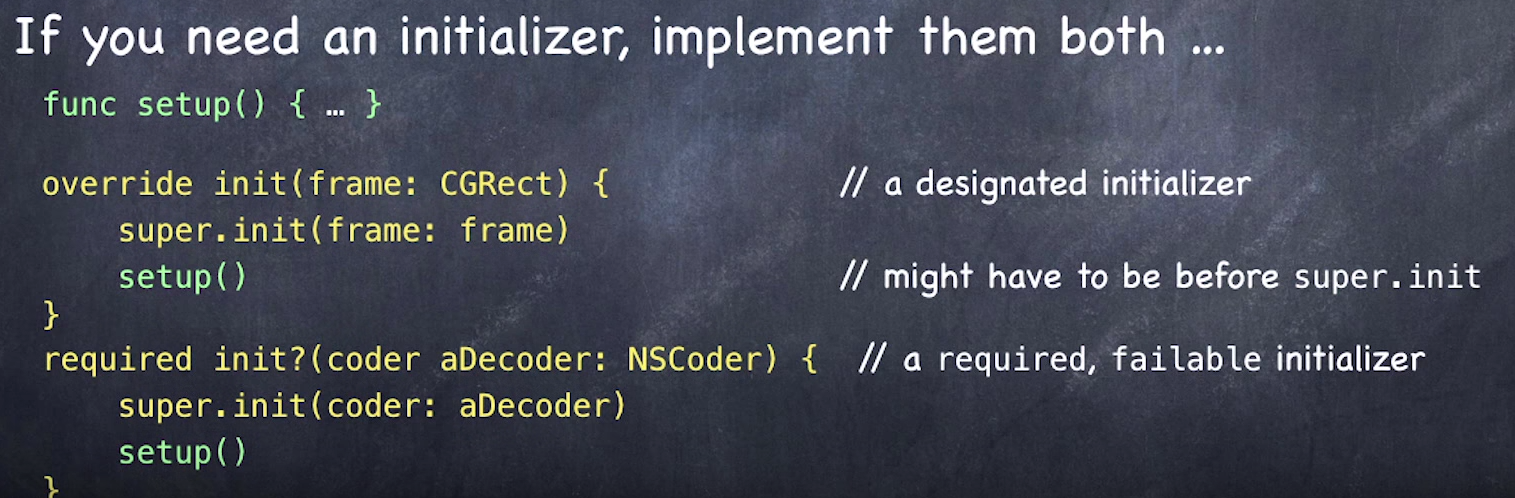 If you need an initializer, implement them both …
func setup() { … }
override init(frame: CGRect) { // a designated initializer
super.init(frame: frame)
setup() // might have to be before super.init
}
required init?(coder aDecoder: NSCoder) { // a required, failable initializer
super.init(coder: aDecoder)
setup()
}